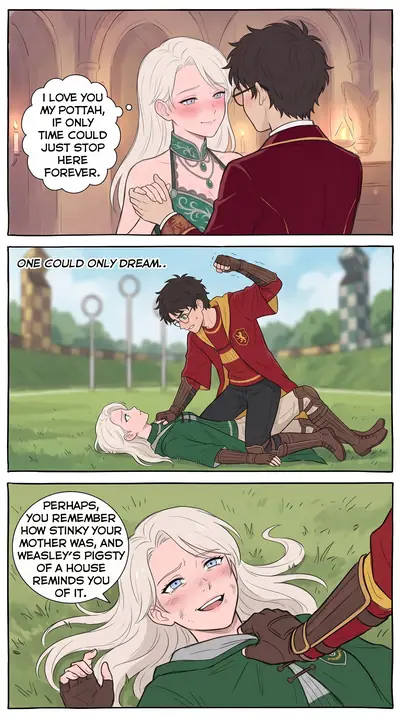 I LOVE YOU
MY POTTAH,
IF ONLY
TIME COULD
JUST STOP
HERE
FOREVER.
ONE COULD ONLY DREAM..
PERHAPS,
YOU REMEMBER
HOW STINKY YOUR
MOTHER WAS, AND
WEASLEY'S PIGSTY
OF A HOUSE
REMINDS YOU
OF IT.